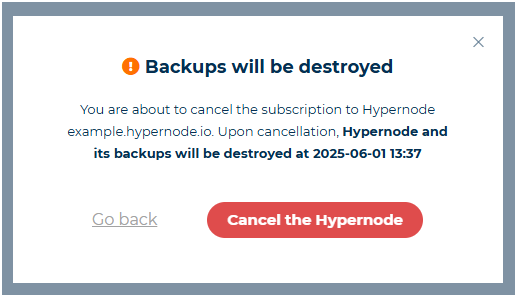 Backups will be destroyed
You are about to cancel the subscription to Hypernode
example.hypernode.io. Upon cancellation, Hypernode and
its backups will be destroyed at 2025-06-01 13:37
Go back
Cancel the Hypernode